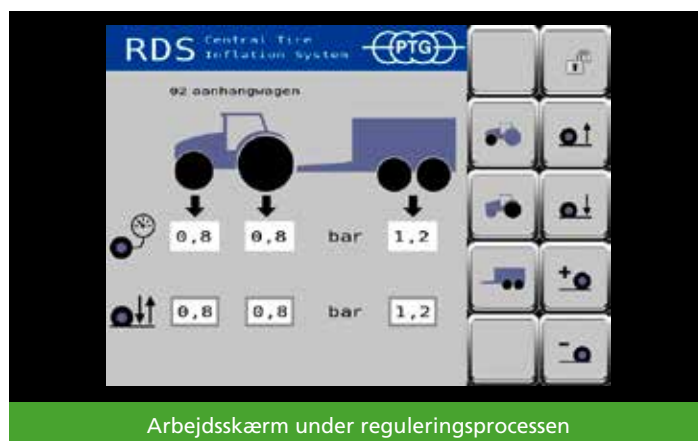 RDS Central Tire
Inflation System
PTG
02 aanhangwagen
0,8 0,8 bar 1,2
0,8 0,8 bar 1,2
+
-
Arbejdsskærm under reguleringsprocessen